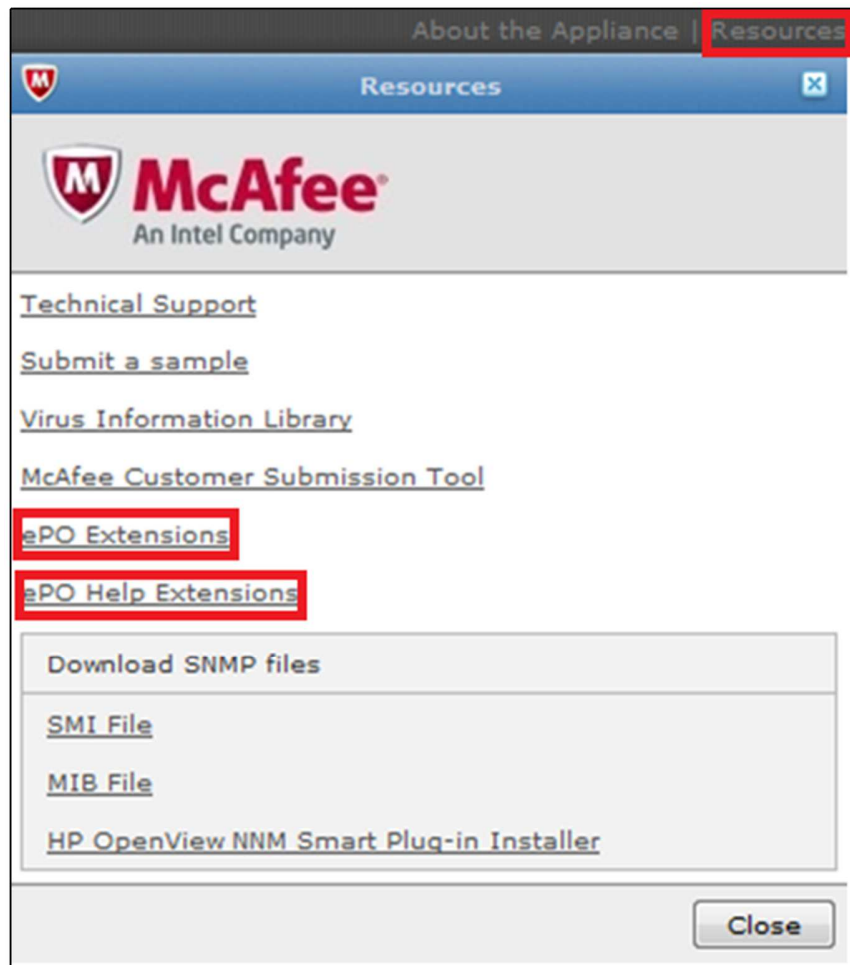 About the Appliance | Resources
Resources
McAfee®
An Intel Company
Technical Support
Submit a sample
Virus Information Library
McAfee Customer Submission Tool
ePO Extensions
ePO Help Extensions
Download SNMP files
SMI File
MIB File
HP OpenView NNM Smart Plug-in Installer
Close